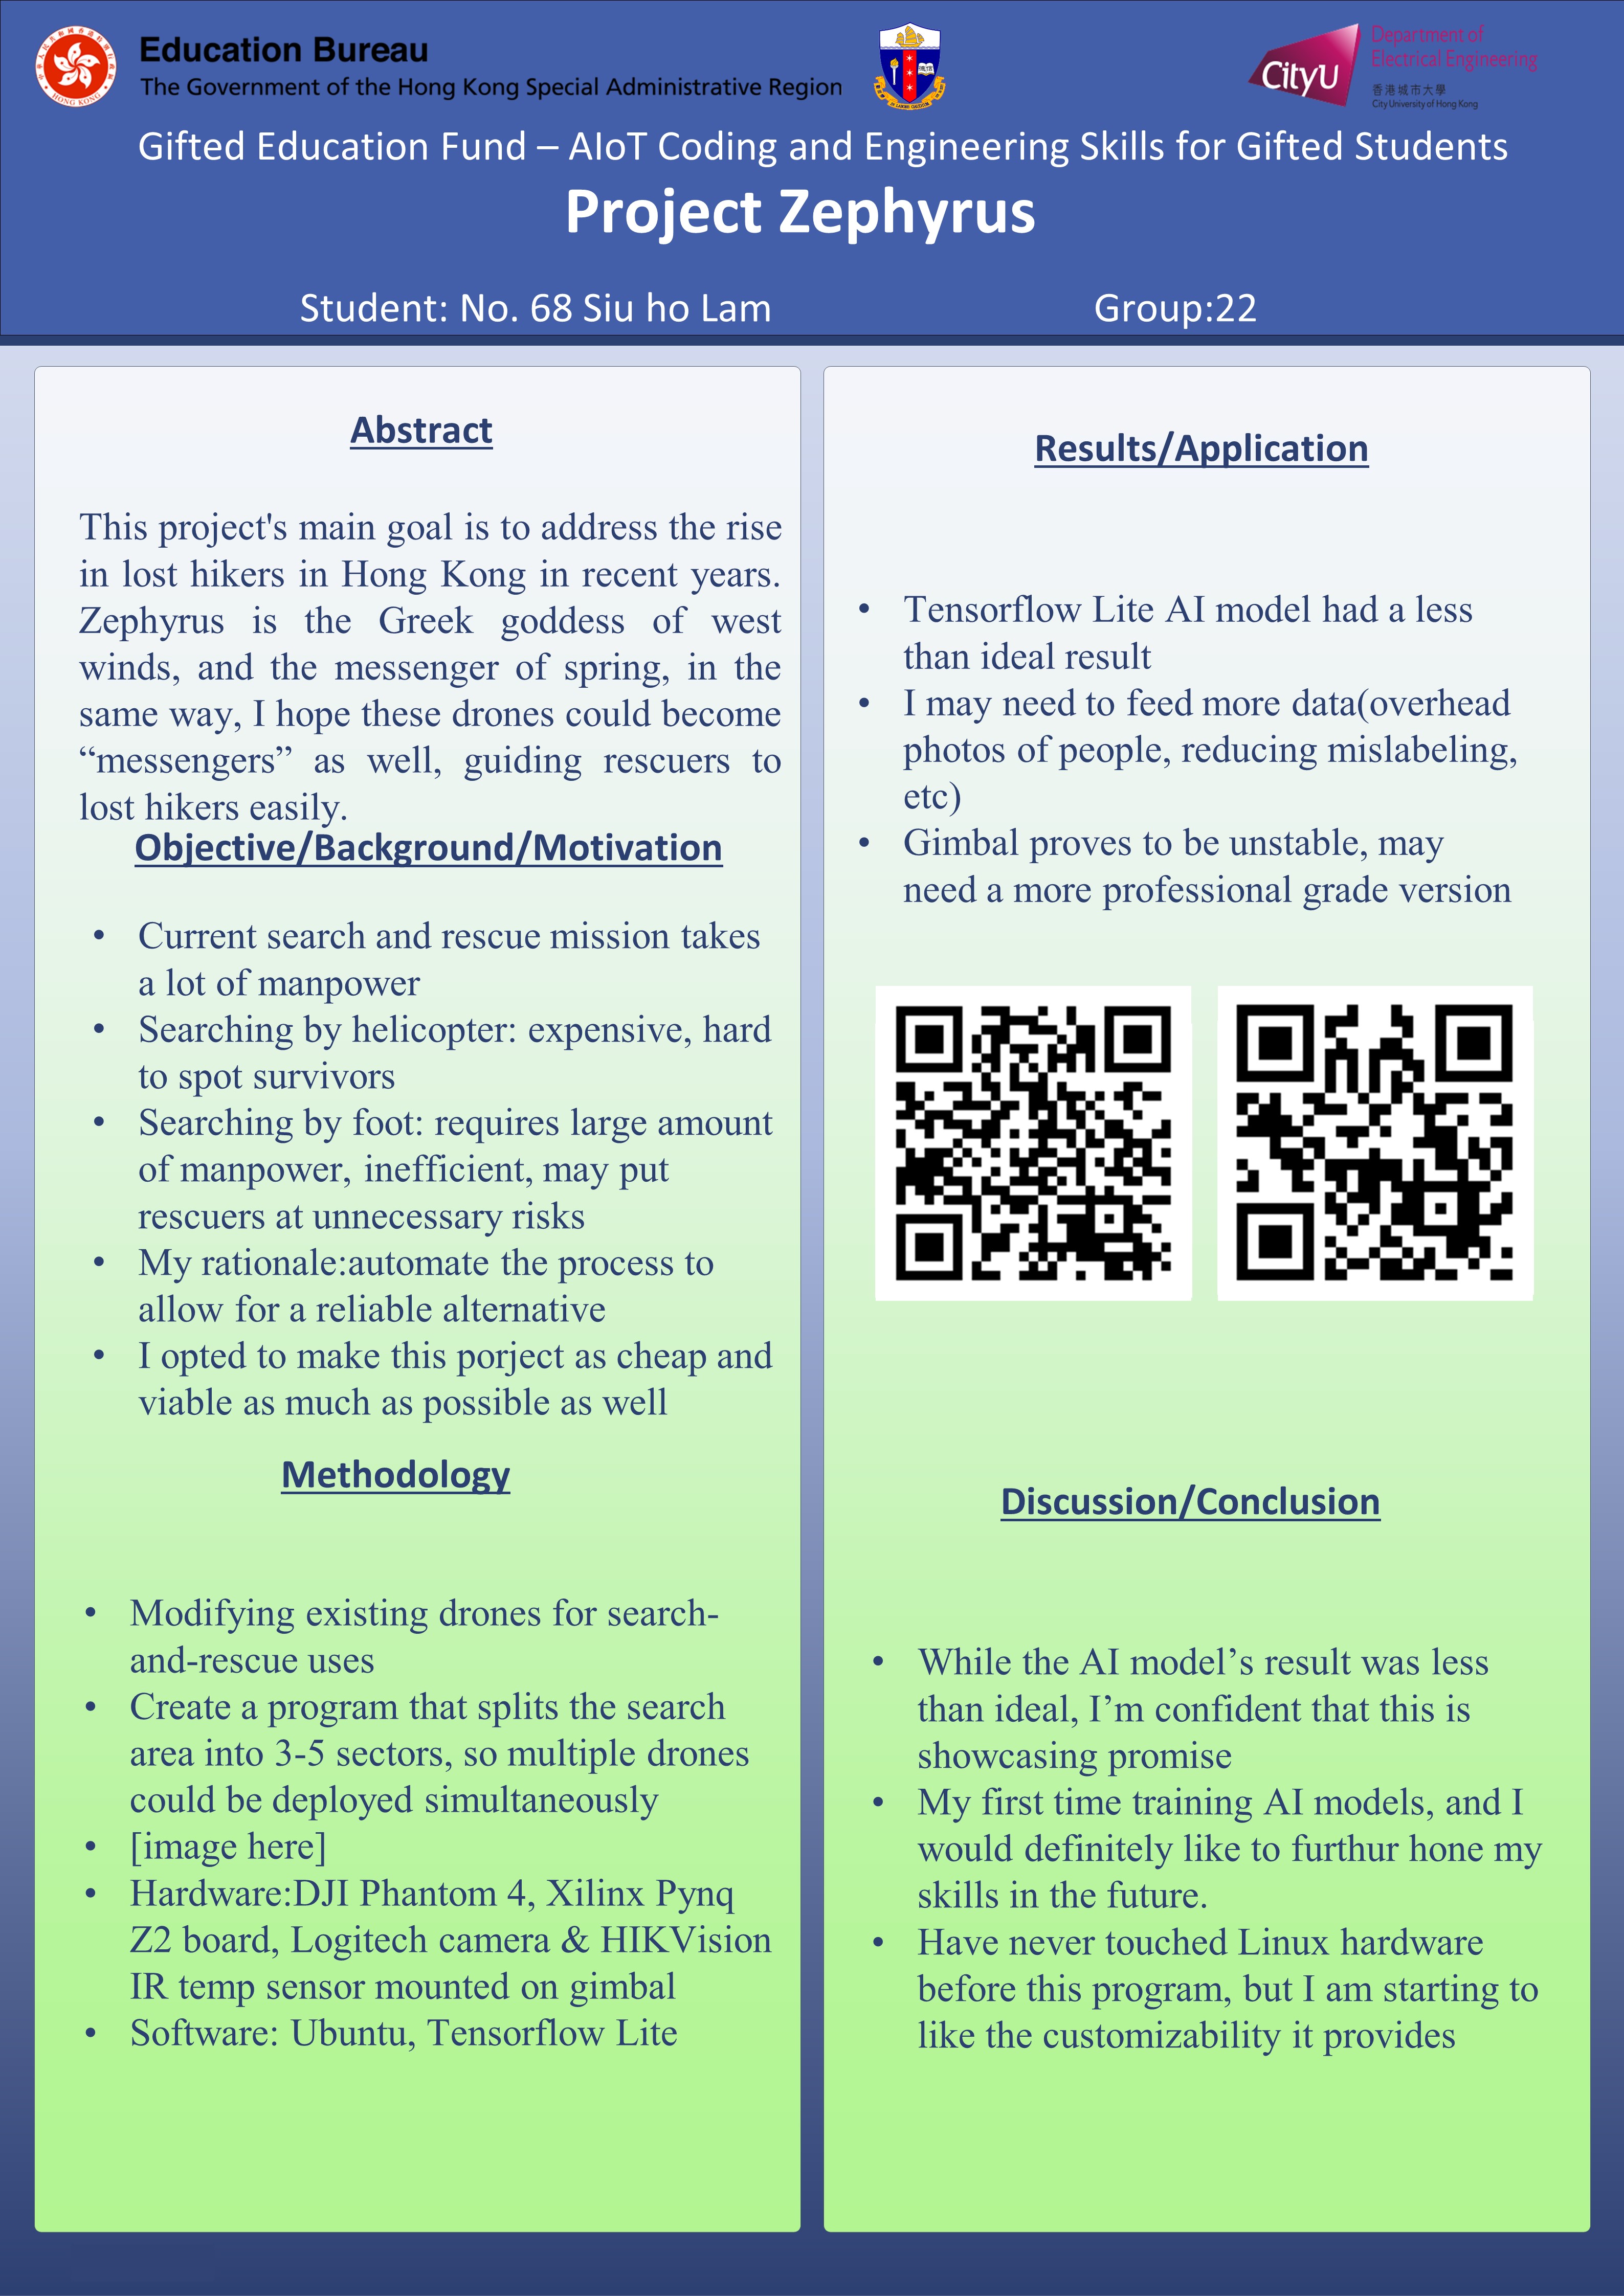 Education Bureau
The Government of the Hong Kong Special Administrative Region
HONG KONG
CityU
Department of
Electrical Engineering
香港城市大學
City University of Hong Kong
Gifted Education Fund – AIoT Coding and Engineering Skills for Gifted Students
Project Zephyrus
Student: No. 68 Siu ho Lam
Group:22
Abstract
This project's main goal is to address the rise
in lost hikers in Hong Kong in recent years.
Zephyrus is the Greek goddess of west
winds, and the messenger of spring, in the
same way, I hope these drones could become
“messengers” as well, guiding rescuers to
lost hikers easily.
Objective/Background/Motivation
• Current search and rescue mission takes
a lot of manpower
• Searching by helicopter: expensive, hard
to spot survivors
• Searching by foot: requires large amount
of manpower, inefficient, may put
rescuers at unnecessary risks
• My rationale:automate the process to
allow for a reliable alternative
• I opted to make this porject as cheap and
viable as much as possible as well
Methodology
• Modifying existing drones for search-
and-rescue uses
• Create a program that splits the search
area into 3-5 sectors, so multiple drones
could be deployed simultaneously
• [image here]
• Hardware:DJI Phantom 4, Xilinx Pynq
Z2 board, Logitech camera & HIKVision
IR temp sensor mounted on gimbal
• Software: Ubuntu, Tensorflow Lite
Results/Application
• Tensorflow Lite AI model had a less
than ideal result
• I may need to feed more data(overhead
photos of people, reducing mislabeling,
etc)
• Gimbal proves to be unstable, may
need a more professional grade version
Discussion/Conclusion
• While the AI model’s result was less
than ideal, I’m confident that this is
showcasing promise
• My first time training AI models, and I
would definitely like to furthur hone my
skills in the future.
• Have never touched Linux hardware
before this program, but I am starting to
like the customizability it provides